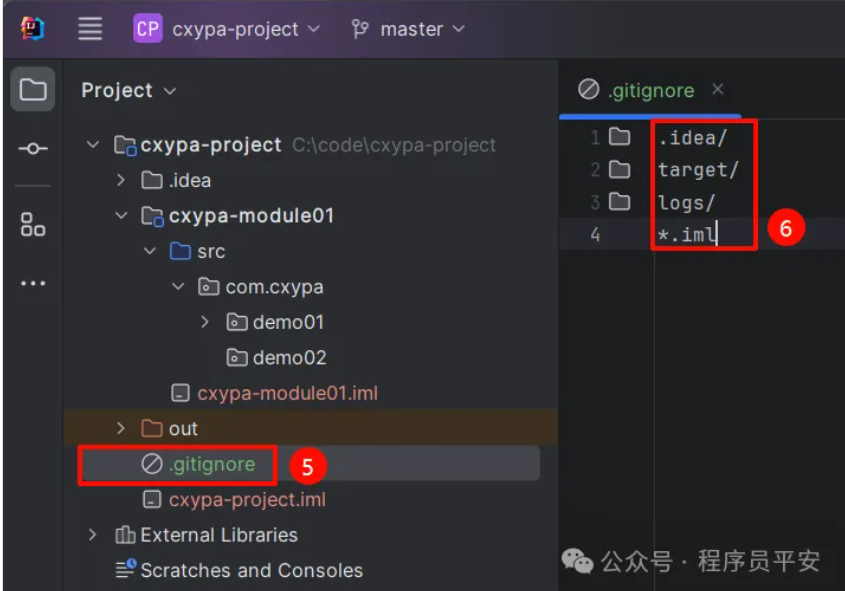 CP cxypa-project master
Project
.gitignore
cxypa-project C:\code\cxypa-project
.idea
cxypa-module01
src
com.cxypa
demo01
demo02
cxypa-module01.iml
out
.gitignore
5
cxypa-project.iml
External Libraries
Scratches and Consoles
1 .idea/
2 target/
3 logs/
4 *.iml
6
公众号 · 程序员平安